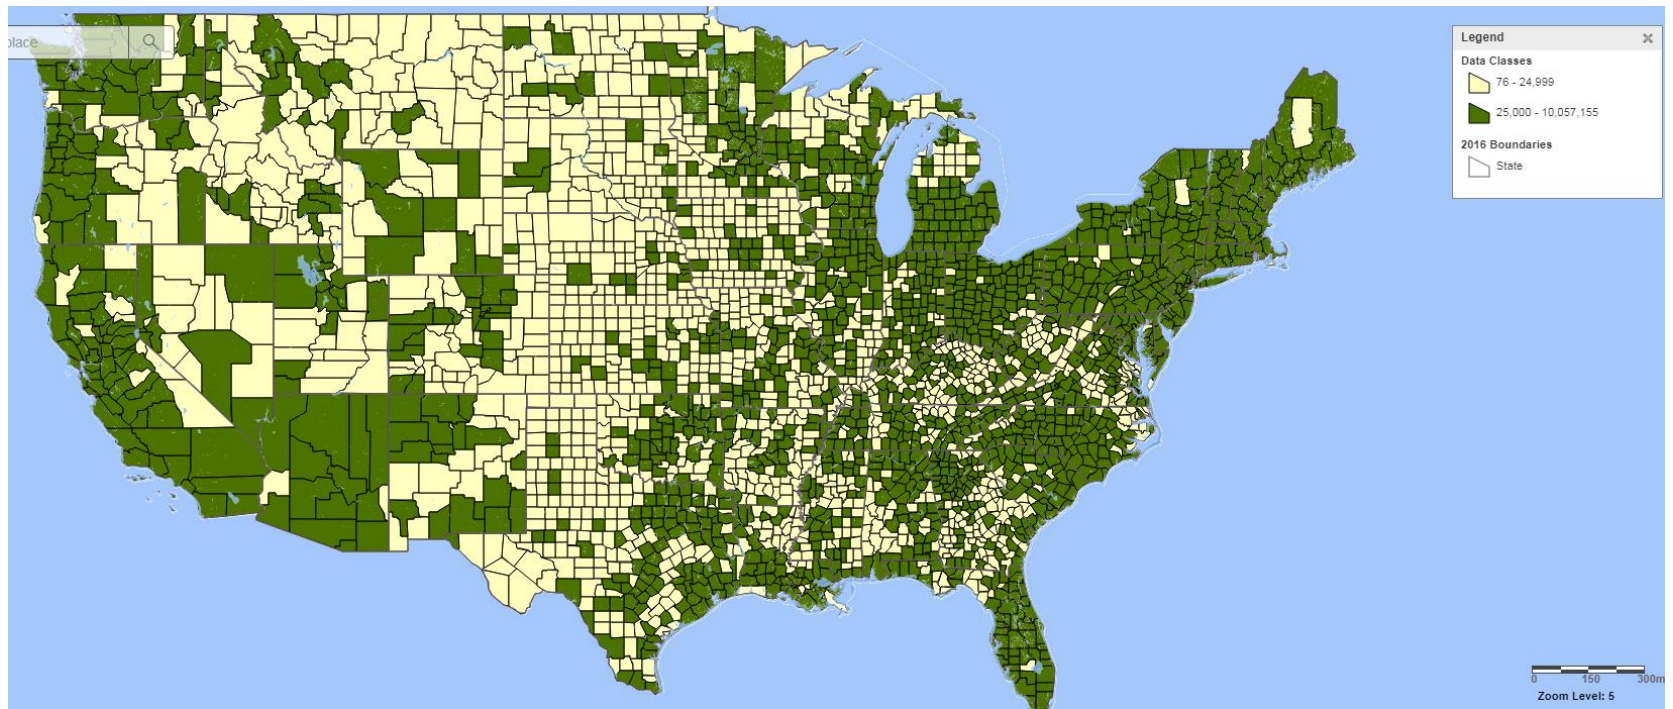 place
Legend
Data Classes
76 - 24,999
25,000 - 10,057,155
2016 Boundaries
State
0 150 300m
Zoom Level: 5